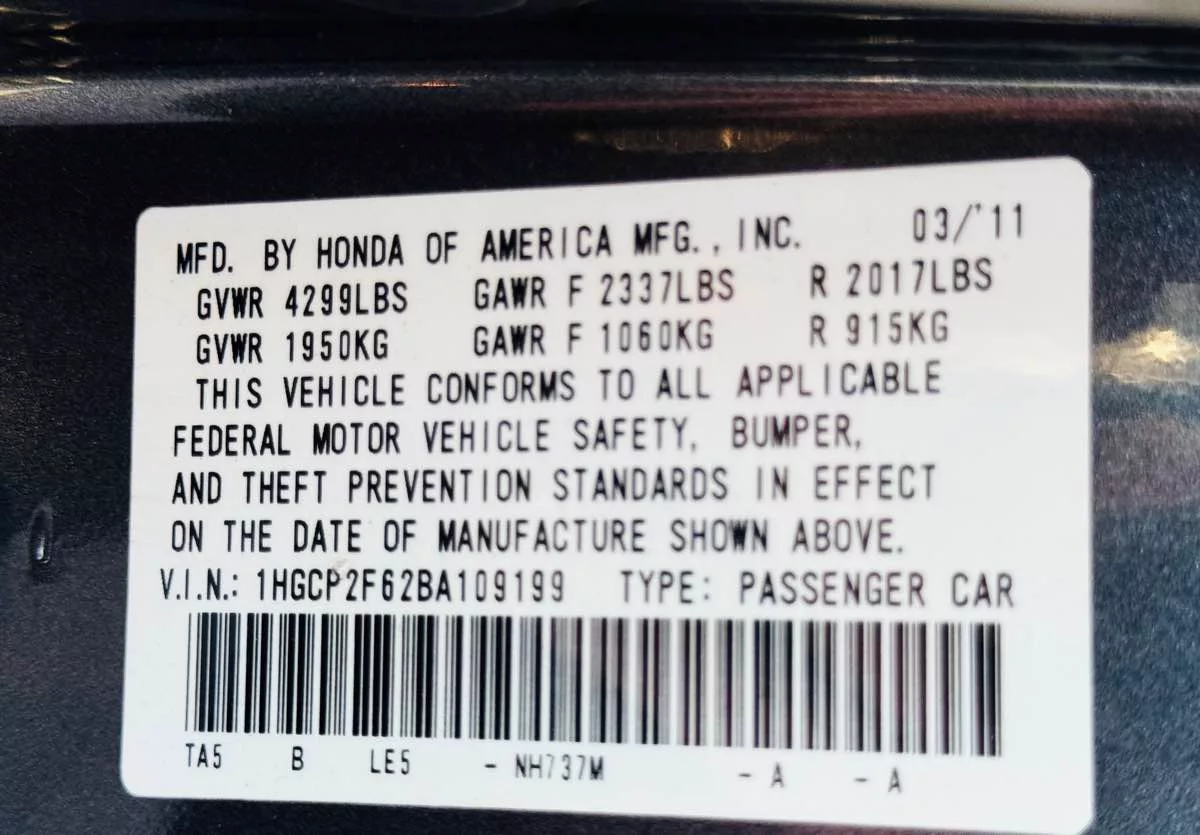 MFD. BY HONDA OF AMERICA MFG., INC. 03/'11
GVWR 4299LBS GAWR F 2337LBS R 2017LBS
GVWR 1950KG GAWR F 1060KG R 915KG
THIS VEHICLE CONFORMS TO ALL APPLICABLE
FEDERAL MOTOR VEHICLE SAFETY, BUMPER,
AND THEFT PREVENTION STANDARDS IN EFFECT
ON THE DATE OF MANUFACTURE SHOWN ABOVE.
V.I.N.: 1HGCP2F62BA109199 TYPE: PASSENGER CAR
TA5 B LE5 - NH737M - A - A